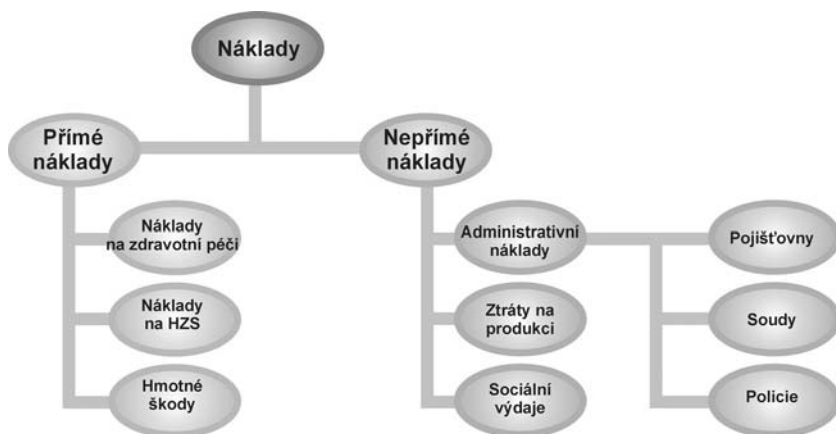 Náklady
Přímé
náklady
Nepřímé
náklady
Náklady
na zdravotní péči
Náklady
na HZS
Hmotné
škody
Administrativní
náklady
Ztráty na
produkci
Sociální
výdaje
Pojišťovny
Soudy
Policie